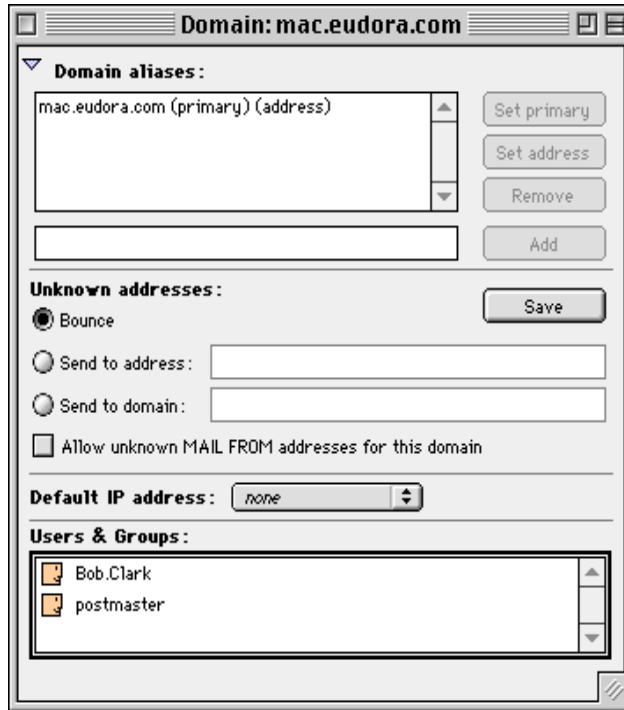 Domain: mac.eudora.com
Domain aliases:
mac.eudora.com (primary) (address)
Set primary
Set address
Remove
Add
Unknown addresses:
Save
Bounce
Send to address:
Send to domain:
Allow unknown MAIL FROM addresses for this domain
Default IP address: none
Users & Groups:
Bob.Clark
postmaster